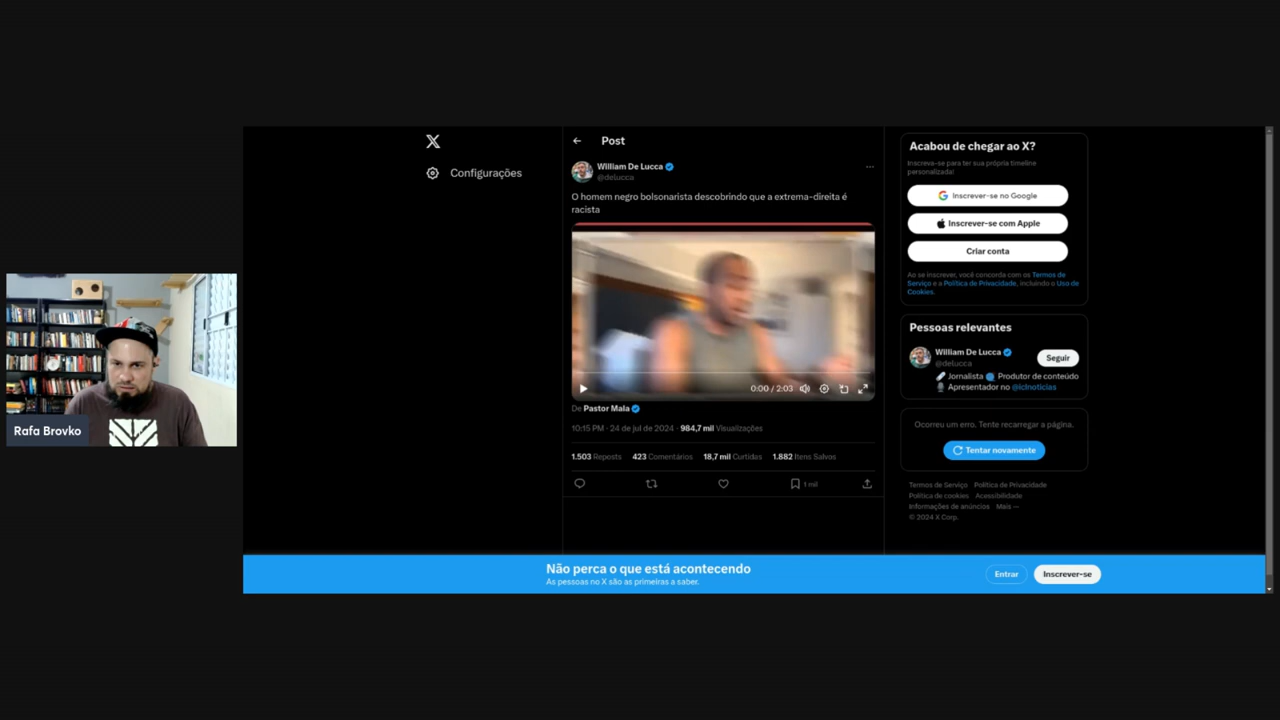 Rafa Brovko
Configurações
Post
William De Lucca
@delucca
O homem negro bolsonarista descobrindo que a extrema-direita é
racista
0:00 / 2:03
De Pastor Mala
10:15 PM · 24 de jul de 2024 · 984,7 mil Visualizações
1.503 Reposts 423 Comentários 18,7 mil Curtidas 1.882 Itens Salvos
1 mil
Acabou de chegar ao X?
Inscreva-se para ter sua própria timeline
personalizada!
Inscrever-se no Google
Inscrever-se com Apple
Criar conta
Ao se inscrever, você concorda com os Termos de
Serviço e a Política de Privacidade, incluindo o Uso de
Cookies.
Pessoas relevantes
William De Lucca
@delucca
Seguir
Jornalista Produtor de conteúdo
Apresentador no @iclnoticias
Ocorreu um erro. Tente recarregar a página.
Tentar novamente
Termos de Serviço Política de Privacidade
Política de cookies Acessibilidade
Informações de anúncios Mais —
© 2024 X Corp.
Não perca o que está acontecendo
As pessoas no X são as primeiras a saber.
Entrar
Inscrever-se